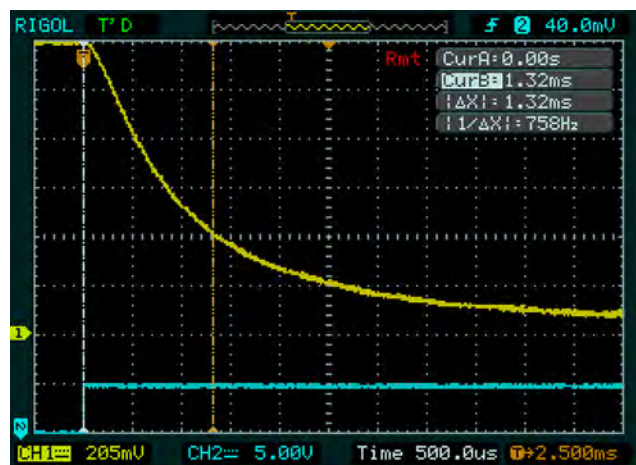 RIGOL T'D T ƒ 2 40.0mV
T
Rmt CurA:0.00s
CurB:1.32ms
|ΔX|:1.32ms
|1/ΔX|:758Hz
1
2
CH1 205mV CH2 5.00V Time 500.0us T→2.500ms